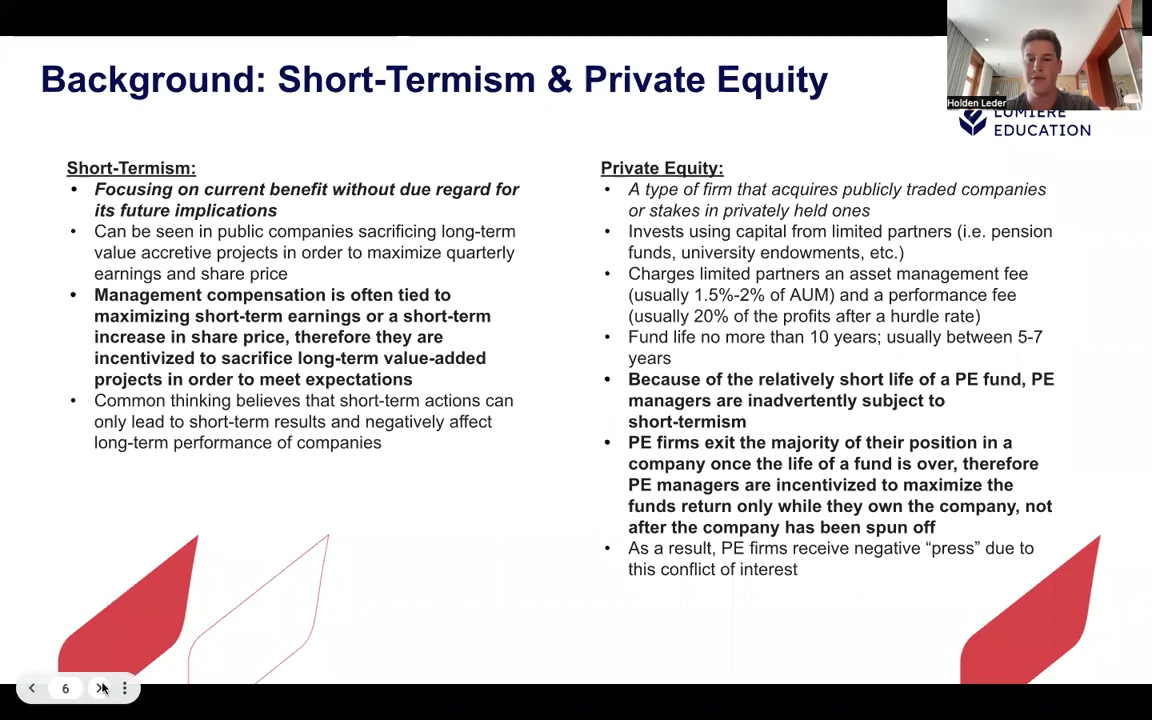 Background: Short-Termism & Private Equity
Holden Leder
LUMIERE
EDUCATION
Short-Termism:
• Focusing on current benefit without due regard for
its future implications
• Can be seen in public companies sacrificing long-term
value accretive projects in order to maximize quarterly
earnings and share price
• Management compensation is often tied to
maximizing short-term earnings or a short-term
increase in share price, therefore they are
incentivized to sacrifice long-term value-added
projects in order to meet expectations
• Common thinking believes that short-term actions can
only lead to short-term results and negatively affect
long-term performance of companies
Private Equity:
• A type of firm that acquires publicly traded companies
or stakes in privately held ones
• Invests using capital from limited partners (i.e. pension
funds, university endowments, etc.)
• Charges limited partners an asset management fee
(usually 1.5%-2% of AUM) and a performance fee
(usually 20% of the profits after a hurdle rate)
• Fund life no more than 10 years; usually between 5-7
years
• Because of the relatively short life of a PE fund, PE
managers are inadvertently subject to
short-termism
• PE firms exit the majority of their position in a
company once the life of a fund is over, therefore
PE managers are incentivized to maximize the
funds return only while they own the company, not
after the company has been spun off
• As a result, PE firms receive negative “press” due to
this conflict of interest
6